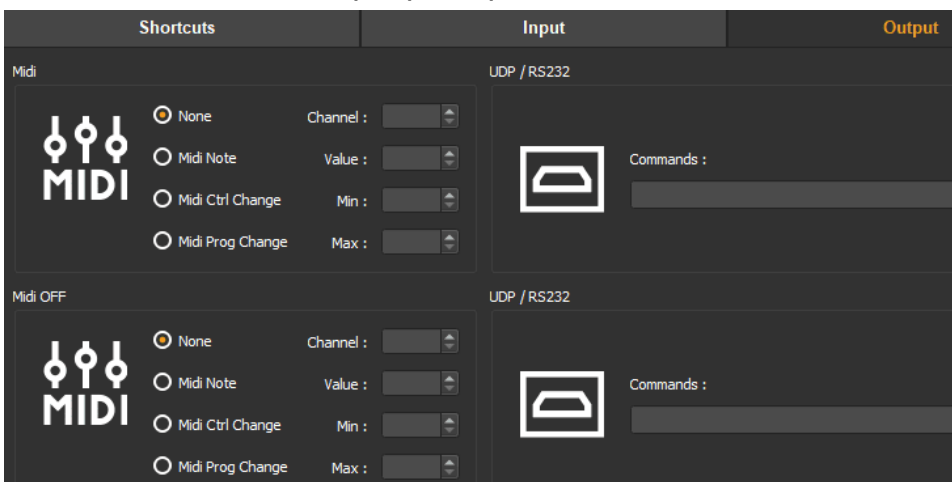 Shortcuts Input Output
Midi UDP / RS232
None Channel :
Midi Note Value : Commands :
MIDI
Midi Ctrl Change Min :
Midi Prog Change Max :
Midi OFF UDP / RS232
None Channel :
Midi Note Value : Commands :
MIDI
Midi Ctrl Change Min :
Midi Prog Change Max :